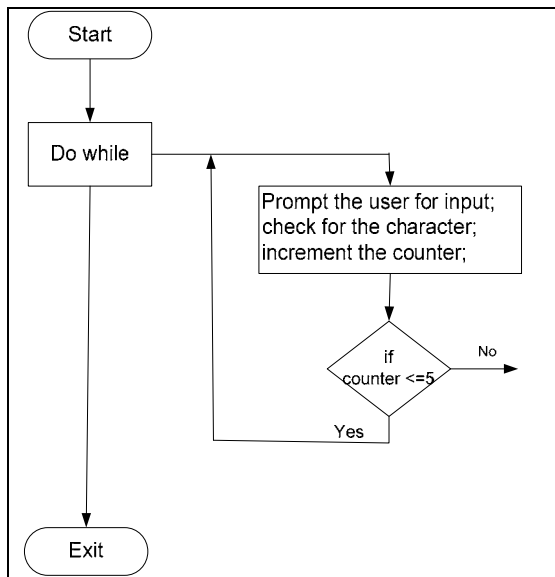 Start
Do while
Prompt the user for input;
check for the character;
increment the counter;
if
counter <=5
No
Yes
Exit